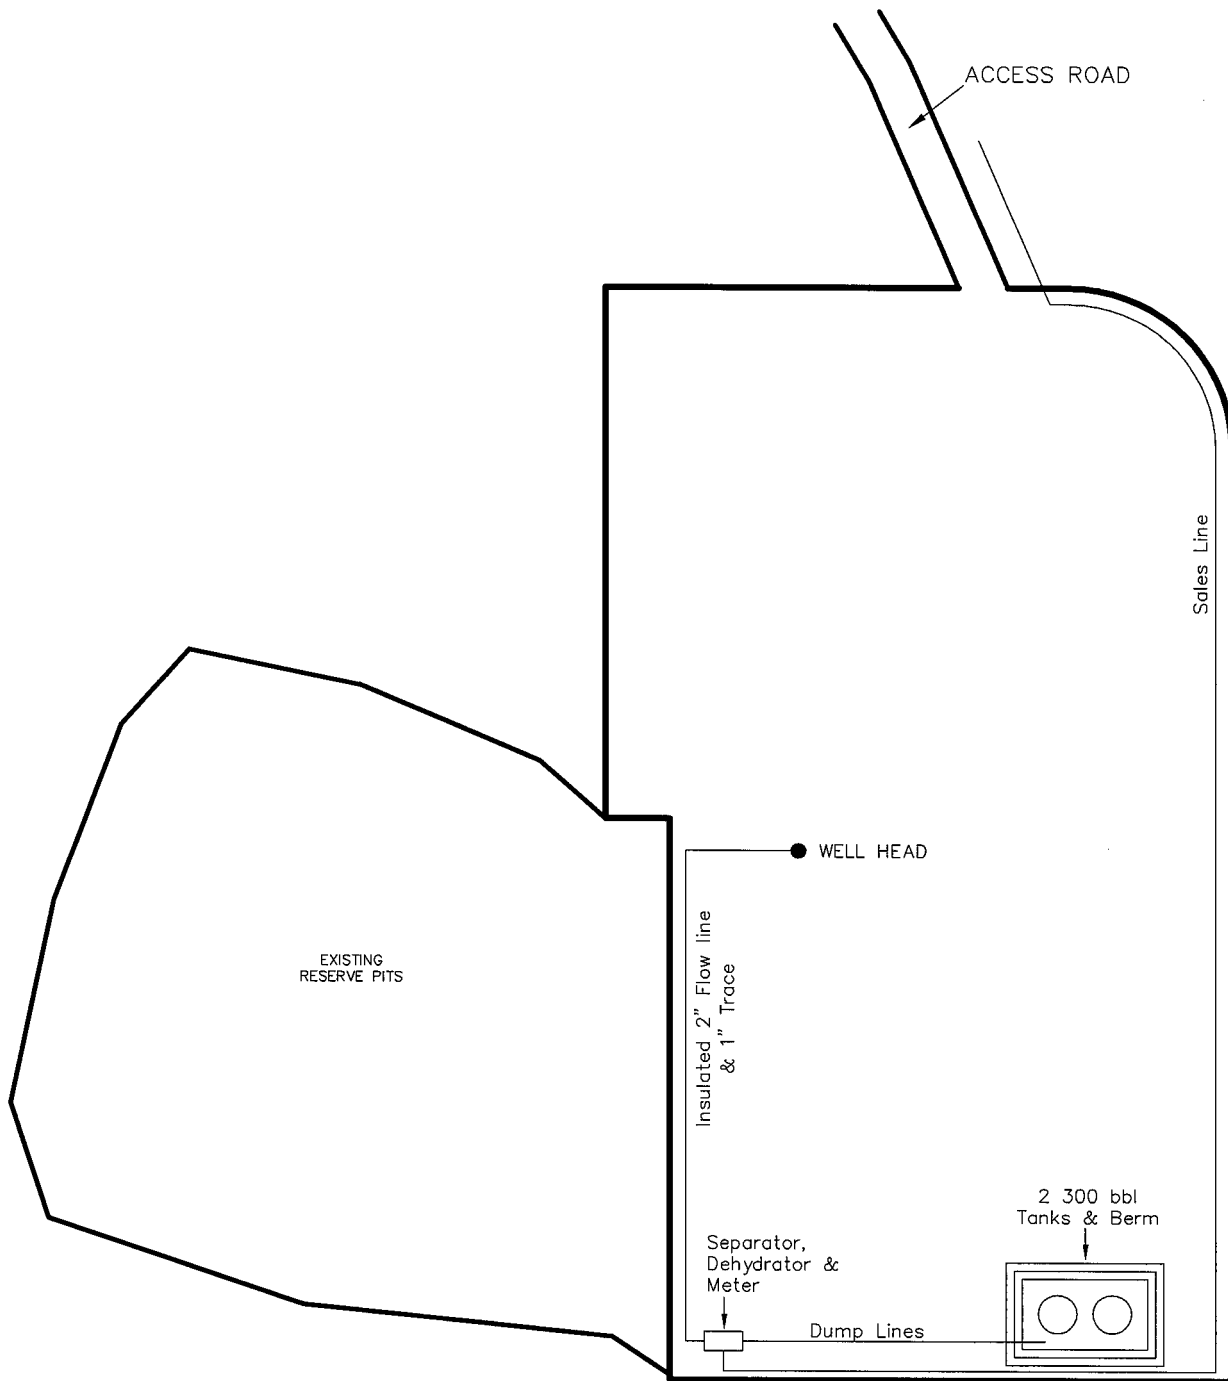 ACCESS ROAD
Sales Line
WELL HEAD
Insulated 2" Flow line
& 1" Trace
EXISTING
RESERVE PITS
2 300 bbl
Tanks & Berm
Separator,
Dehydrator &
Meter
Dump Lines